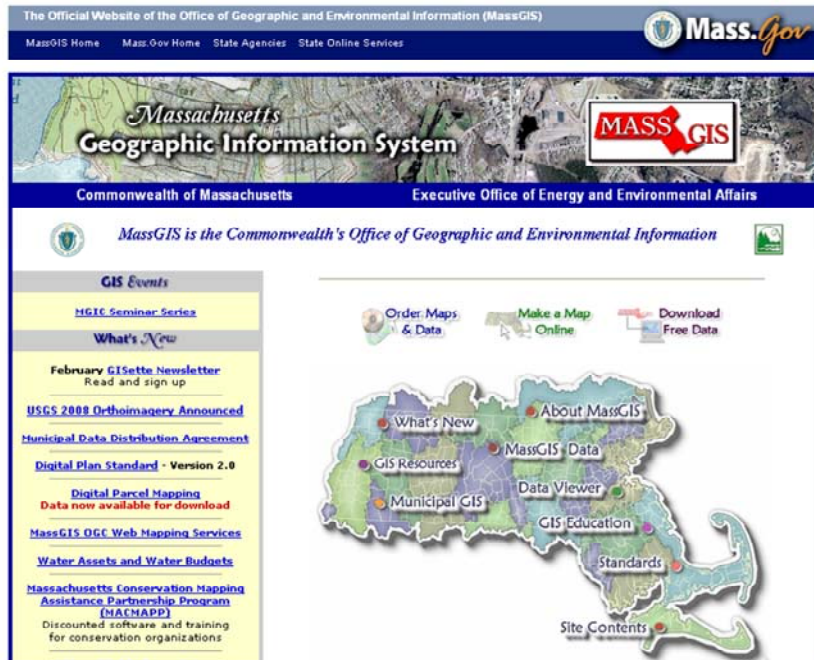 The Official Website of the Office of Geographic and Environmental Information (MassGIS)
Mass.Gov
MassGIS Home Mass.Gov Home State Agencies State Online Services
Massachusetts
Geographic Information System
MASS GIS
Commonwealth of Massachusetts Executive Office of Energy and Environmental Affairs
MassGIS is the Commonwealth's Office of Geographic and Environmental Information
GIS Events
MGIC Seminar Series
What's New
February GISette Newsletter
Read and sign up
USGS 2008 Orthoimagery Announced
Municipal Data Distribution Agreement
Digital Plan Standard - Version 2.0
Digital Parcel Mapping
Data now available for download
MassGIS OGC Web Mapping Services
Water Assets and Water Budgets
Massachusetts Conservation Mapping
Assistance Partnership Program
(MACMAPP)
Discounted software and training
for conservation organizations
Order Maps
& Data
Make a Map
Online
Download
Free Data
What's New
About MassGIS
GIS Resources
MassGIS Data
Municipal GIS
Data Viewer
GIS Education
Standards
Site Contents